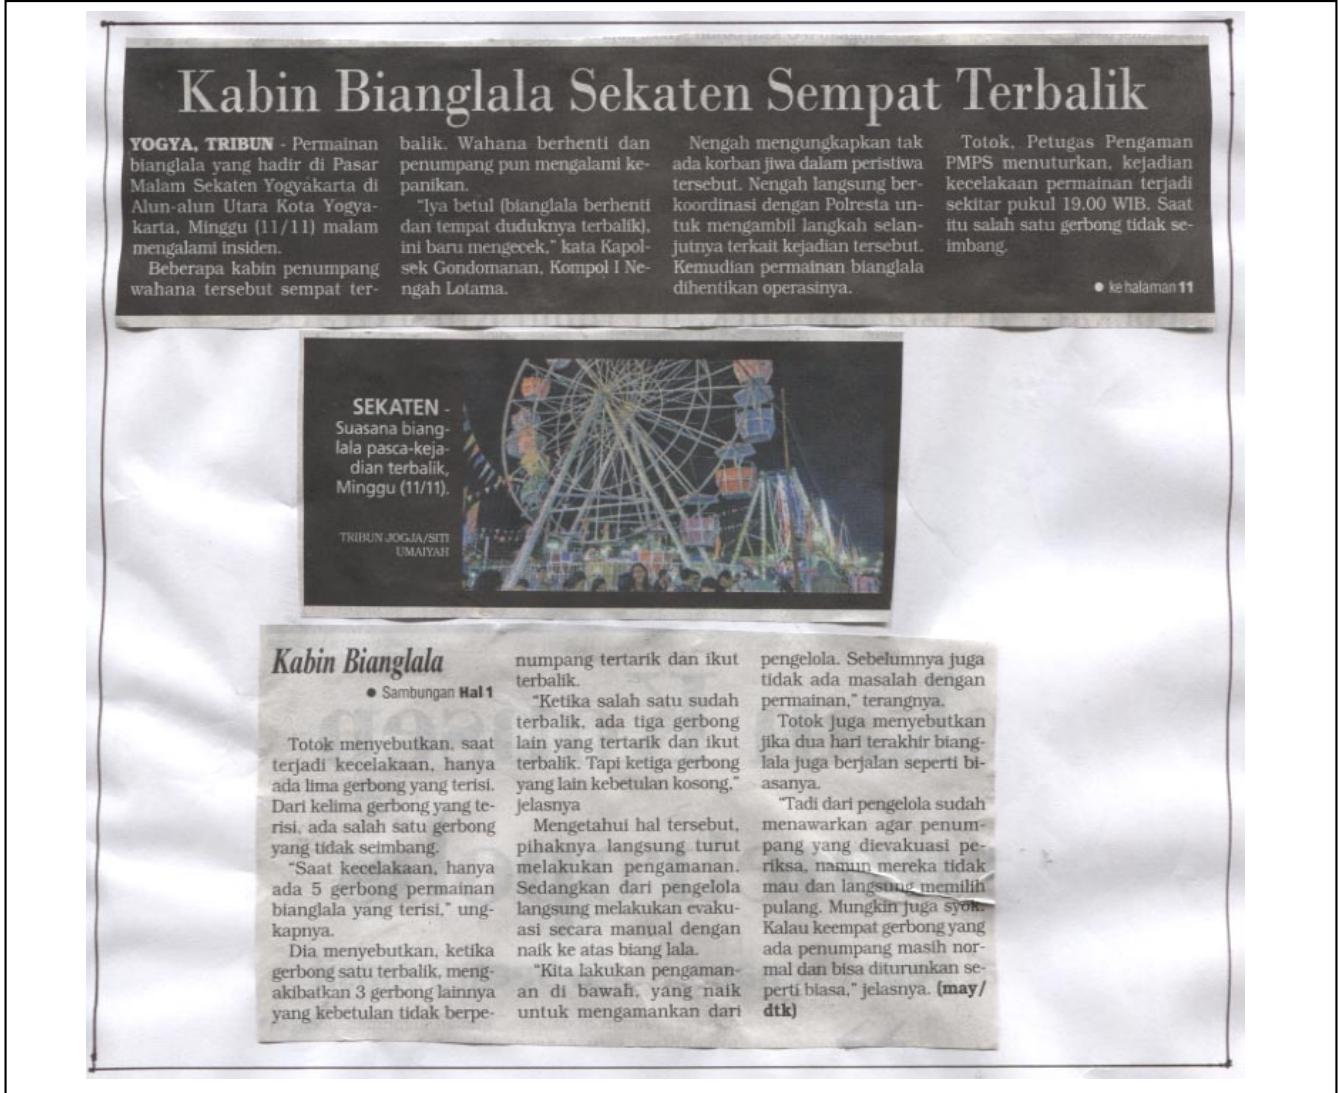 Kabin Bianglala Sekaten Sempat Terbalik
YOGYA, TRIBUN - Permainan
bianglala yang hadir di Pasar
Malam Sekaten Yogyakarta di
Alun-alun Utara Kota Yogya-
karta, Minggu (11/11) malam
mengalami insiden.
Beberapa kabin penumpang
wahana tersebut sempat ter-
balik. Wahana berhenti dan
penumpang pun mengalami ke-
panikan.
"Iya betul (bianglala berhenti
dan tempat duduknya terbalik),
ini baru mengecek," kata Kapol-
sek Gondomanan, Kompol I Ne-
ngah Lotama.
Nengah mengungkapkan tak
ada korban jiwa dalam peristiwa
tersebut. Nengah langsung ber-
koordinasi dengan Polresta un-
tuk mengambil langkah selan-
jutnya terkait kejadian tersebut.
Kemudian permainan bianglala
dihentikan operasinya.
Totok, Petugas Pengaman
PMPS menuturkan, kejadian
kecelakaan permainan terjadi
sekitar pukul 19.00 WIB. Saat
itu salah satu gerbong tidak se-
imbang.
● ke halaman 11
SEKATEN -
Suasana biang-
lala pasca-keja-
dian terbalik,
Minggu (11/11).
TRIBUN JOGJA/SITI
UMAIYAH
Kabin Bianglala
● Sambungan Hal 1
Totok menyebutkan, saat
terjadi kecelakaan, hanya
ada lima gerbong yang terisi.
Dari kelima gerbong yang te-
risi, ada salah satu gerbong
yang tidak seimbang.
"Saat kecelakaan, hanya
ada 5 gerbong permainan
bianglala yang terisi," ung-
kapnya.
Dia menyebutkan, ketika
gerbong satu terbalik, meng-
akibatkan 3 gerbong lainnya
yang kebetulan tidak berpe-
numpang tertarik dan ikut
terbalik.
"Ketika salah satu sudah
terbalik, ada tiga gerbong
lain yang tertarik dan ikut
terbalik. Tapi ketiga gerbong
yang lain kebetulan kosong,"
jelasnya
Mengetahui hal tersebut,
pihaknya langsung turut
melakukan pengamanan.
Sedangkan dari pengelola
langsung melakukan evaku-
asi secara manual dengan
naik ke atas biang lala.
"Kita lakukan pengaman-
an di bawah, yang naik
untuk mengamankan dari
pengelola. Sebelumnya juga
tidak ada masalah dengan
permainan," terangnya.
Totok juga menyebutkan
jika dua hari terakhir biang-
lala juga berjalan seperti bi-
asanya.
"Tadi dari pengelola sudah
menawarkan agar penum-
pang yang dievakuasi pe-
riksa, namun mereka tidak
mau dan langsung memilih
pulang. Mungkin juga syok.
Kalau keempat gerbong yang
ada penumpang masih nor-
mal dan bisa diturunkan se-
perti biasa," jelasnya. (may/
dtk)